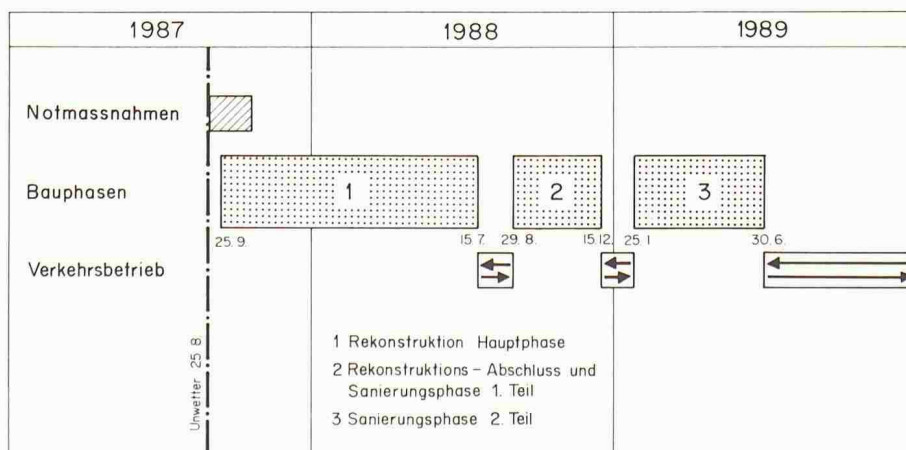 1987 1988 1989
Notmassnahmen
Bauphasen 1 2 3
25.9. 15.7. 29.8. 15.12. 25.1 30.6.
Verkehrsbetrieb
Unwetter 25.8.
1 Rekonstruktion Hauptphase
2 Rekonstruktions - Abschluss und
Sanierungsphase 1. Teil
3 Sanierungsphase 2. Teil